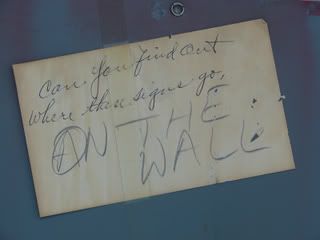 Can You Find Out
Where these signs go,
ON THE
WALL